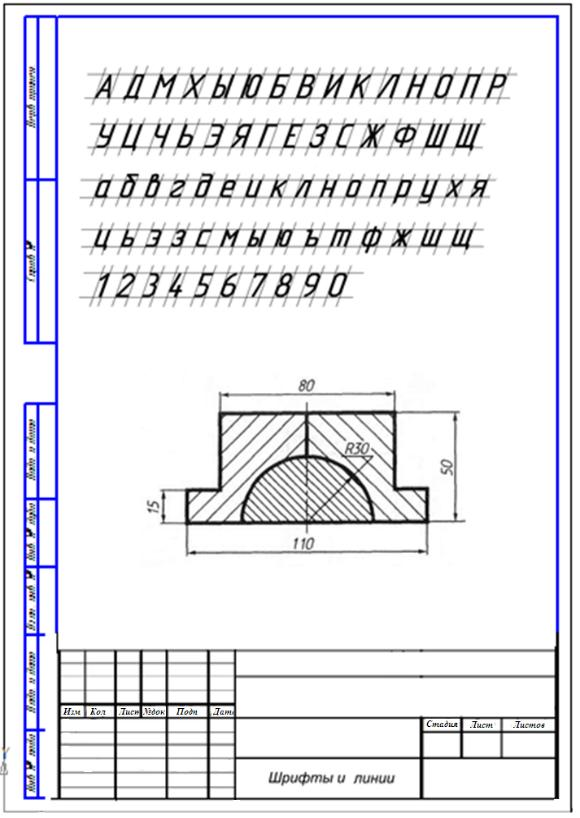 АДМХЫЮБВИКЛНОПР
УЦЧЬЭЯГЕЗСЖФШЩ
абвгдеиклнопрухя
цьэзсмыюътфжшщ
1234567890
80
R30
50
15
110
Изм Кол Лист №док Подп Дата
Стадия Лист Листов
Шрифты и линии